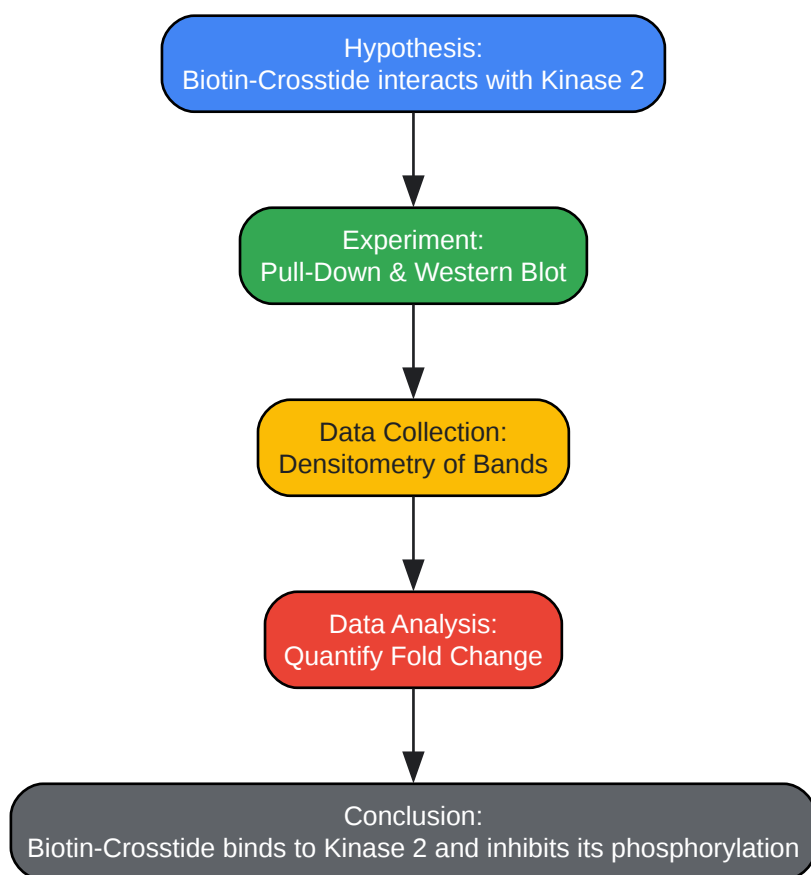 Hypothesis:
Biotin-Crosstide interacts with Kinase 2
Experiment:
Pull-Down & Western Blot
Data Collection:
Densitometry of Bands
Data Analysis:
Quantify Fold Change
Conclusion:
Biotin-Crosstide binds to Kinase 2 and inhibits its phosphorylation